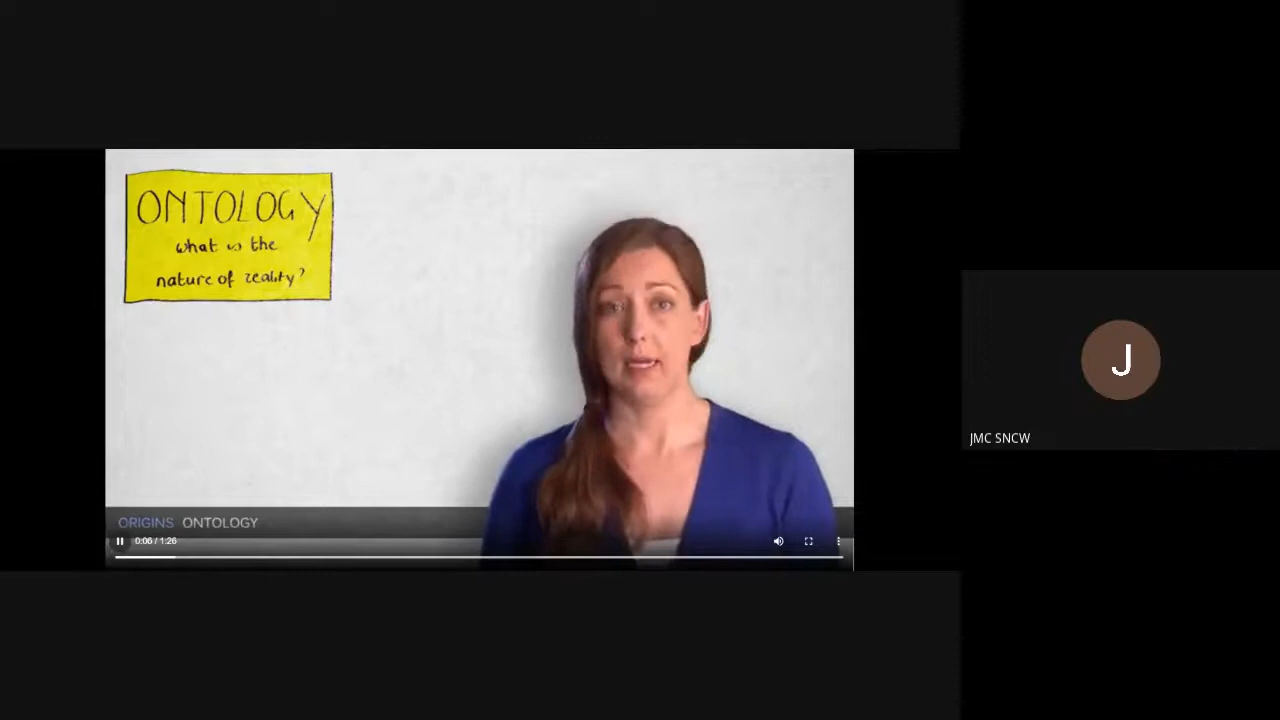 ONTOLOGY
what is the
nature of reality?
ORIGINS ONTOLOGY
0:06 / 1:26
J
JMC SNCW